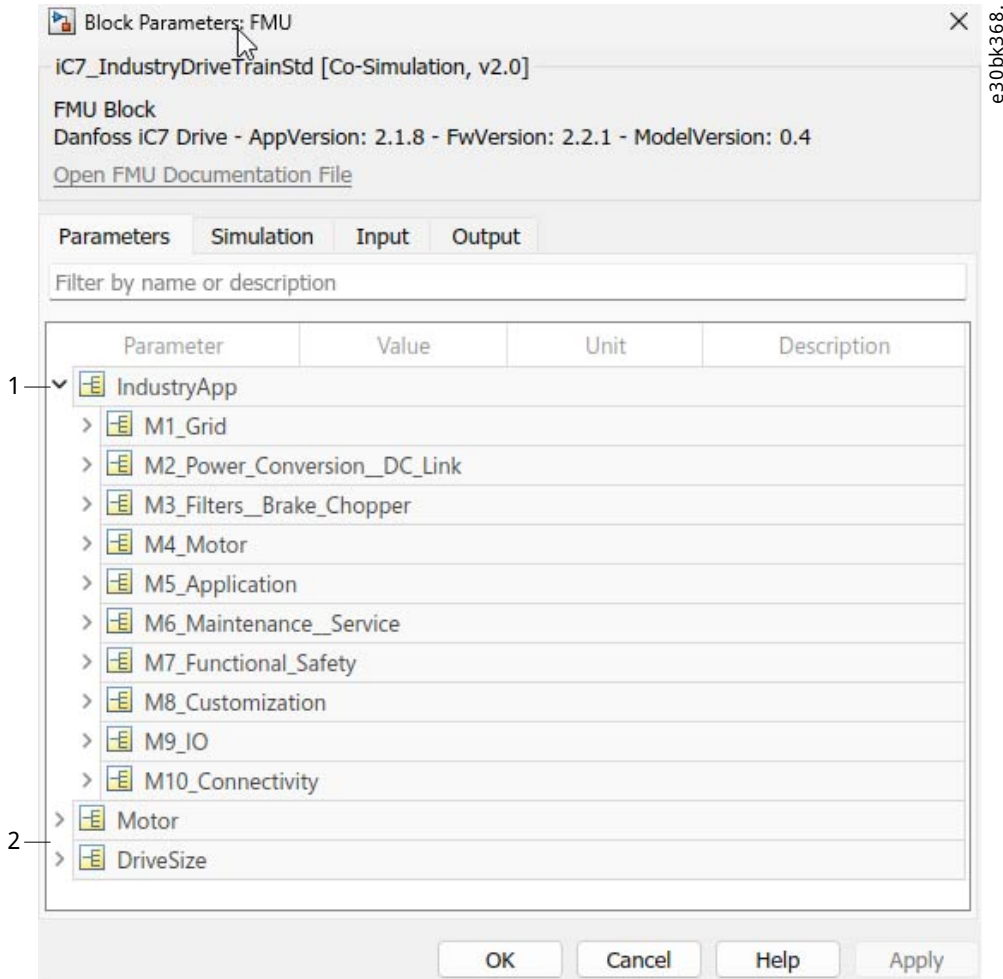 Block Parameters: FMU
e30bk368.
iC7_IndustryDriveTrainStd [Co-Simulation, v2.0]
FMU Block
Danfoss iC7 Drive - AppVersion: 2.1.8 - FwVersion: 2.2.1 - ModelVersion: 0.4
Open FMU Documentation File
Parameters Simulation Input Output
Filter by name or description
Parameter Value Unit Description
1 IndustryApp
M1_Grid
M2_Power_Conversion__DC_Link
M3_Filters__Brake_Chopper
M4_Motor
M5_Application
M6_Maintenance__Service
M7_Functional_Safety
M8_Customization
M9_IO
M10_Connectivity
Motor
2
DriveSize
OK Cancel Help Apply